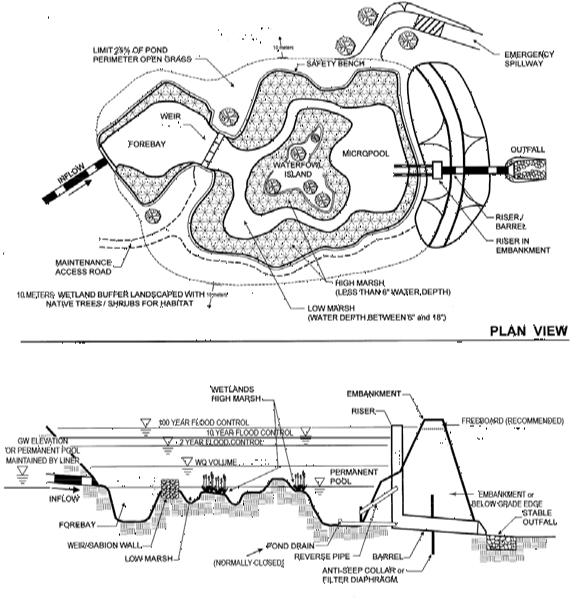 LIMIT 25% OF POND
PERIMETER OPEN GRASS
10 meters
SAFETY BENCH
EMERGENCY
SPILLWAY
WEIR
FOREBAY
WATERFOWL
ISLAND
MICROPOOL
OUTFALL
INFLOW
RISER/
BARREL
RISER IN
EMBANKMENT
MAINTENANCE
ACCESS ROAD
HIGH MARSH
(LESS THAN 6" WATER DEPTH)
10 METERS WETLAND BUFFER LANDSCAPED WITH
NATIVE TREES / SHRUBS FOR HABITAT
10 meters
LOW MARSH
(WATER DEPTH BETWEEN 6" and 18")
PLAN VIEW
WETLANDS
HIGH MARSH
EMBANKMENT
RISER
100 YEAR FLOOD CONTROL
FREEBOARD (RECOMMENDED)
10 YEAR FLOOD CONTROL
2 YEAR FLOOD CONTROL
GW ELEVATION
OR PERMANENT POOL
MAINTAINED BY LINER
WQ VOLUME
PERMANENT
POOL
INFLOW
EMBANKMENT or
BELOW GRADE EDGE
STABLE
OUTFALL
FOREBAY
WEIR/GABION WALL
LOW MARSH
POND DRAIN
(NORMALLY CLOSED)
REVERSE PIPE
BARREL
ANTI-SEEP COLLAR or
FILTER DIAPHRAGM